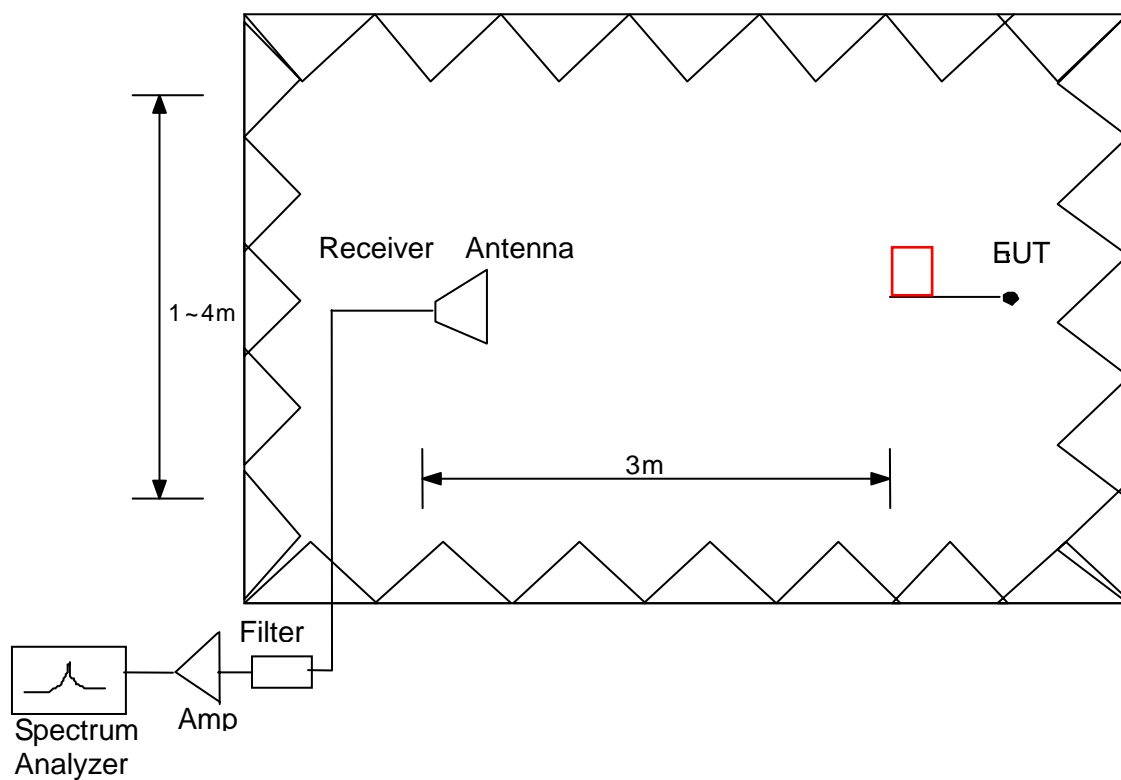 Receiver Antenna
EUT
1~4m
3m
Filter
Amp
Spectrum
Analyzer